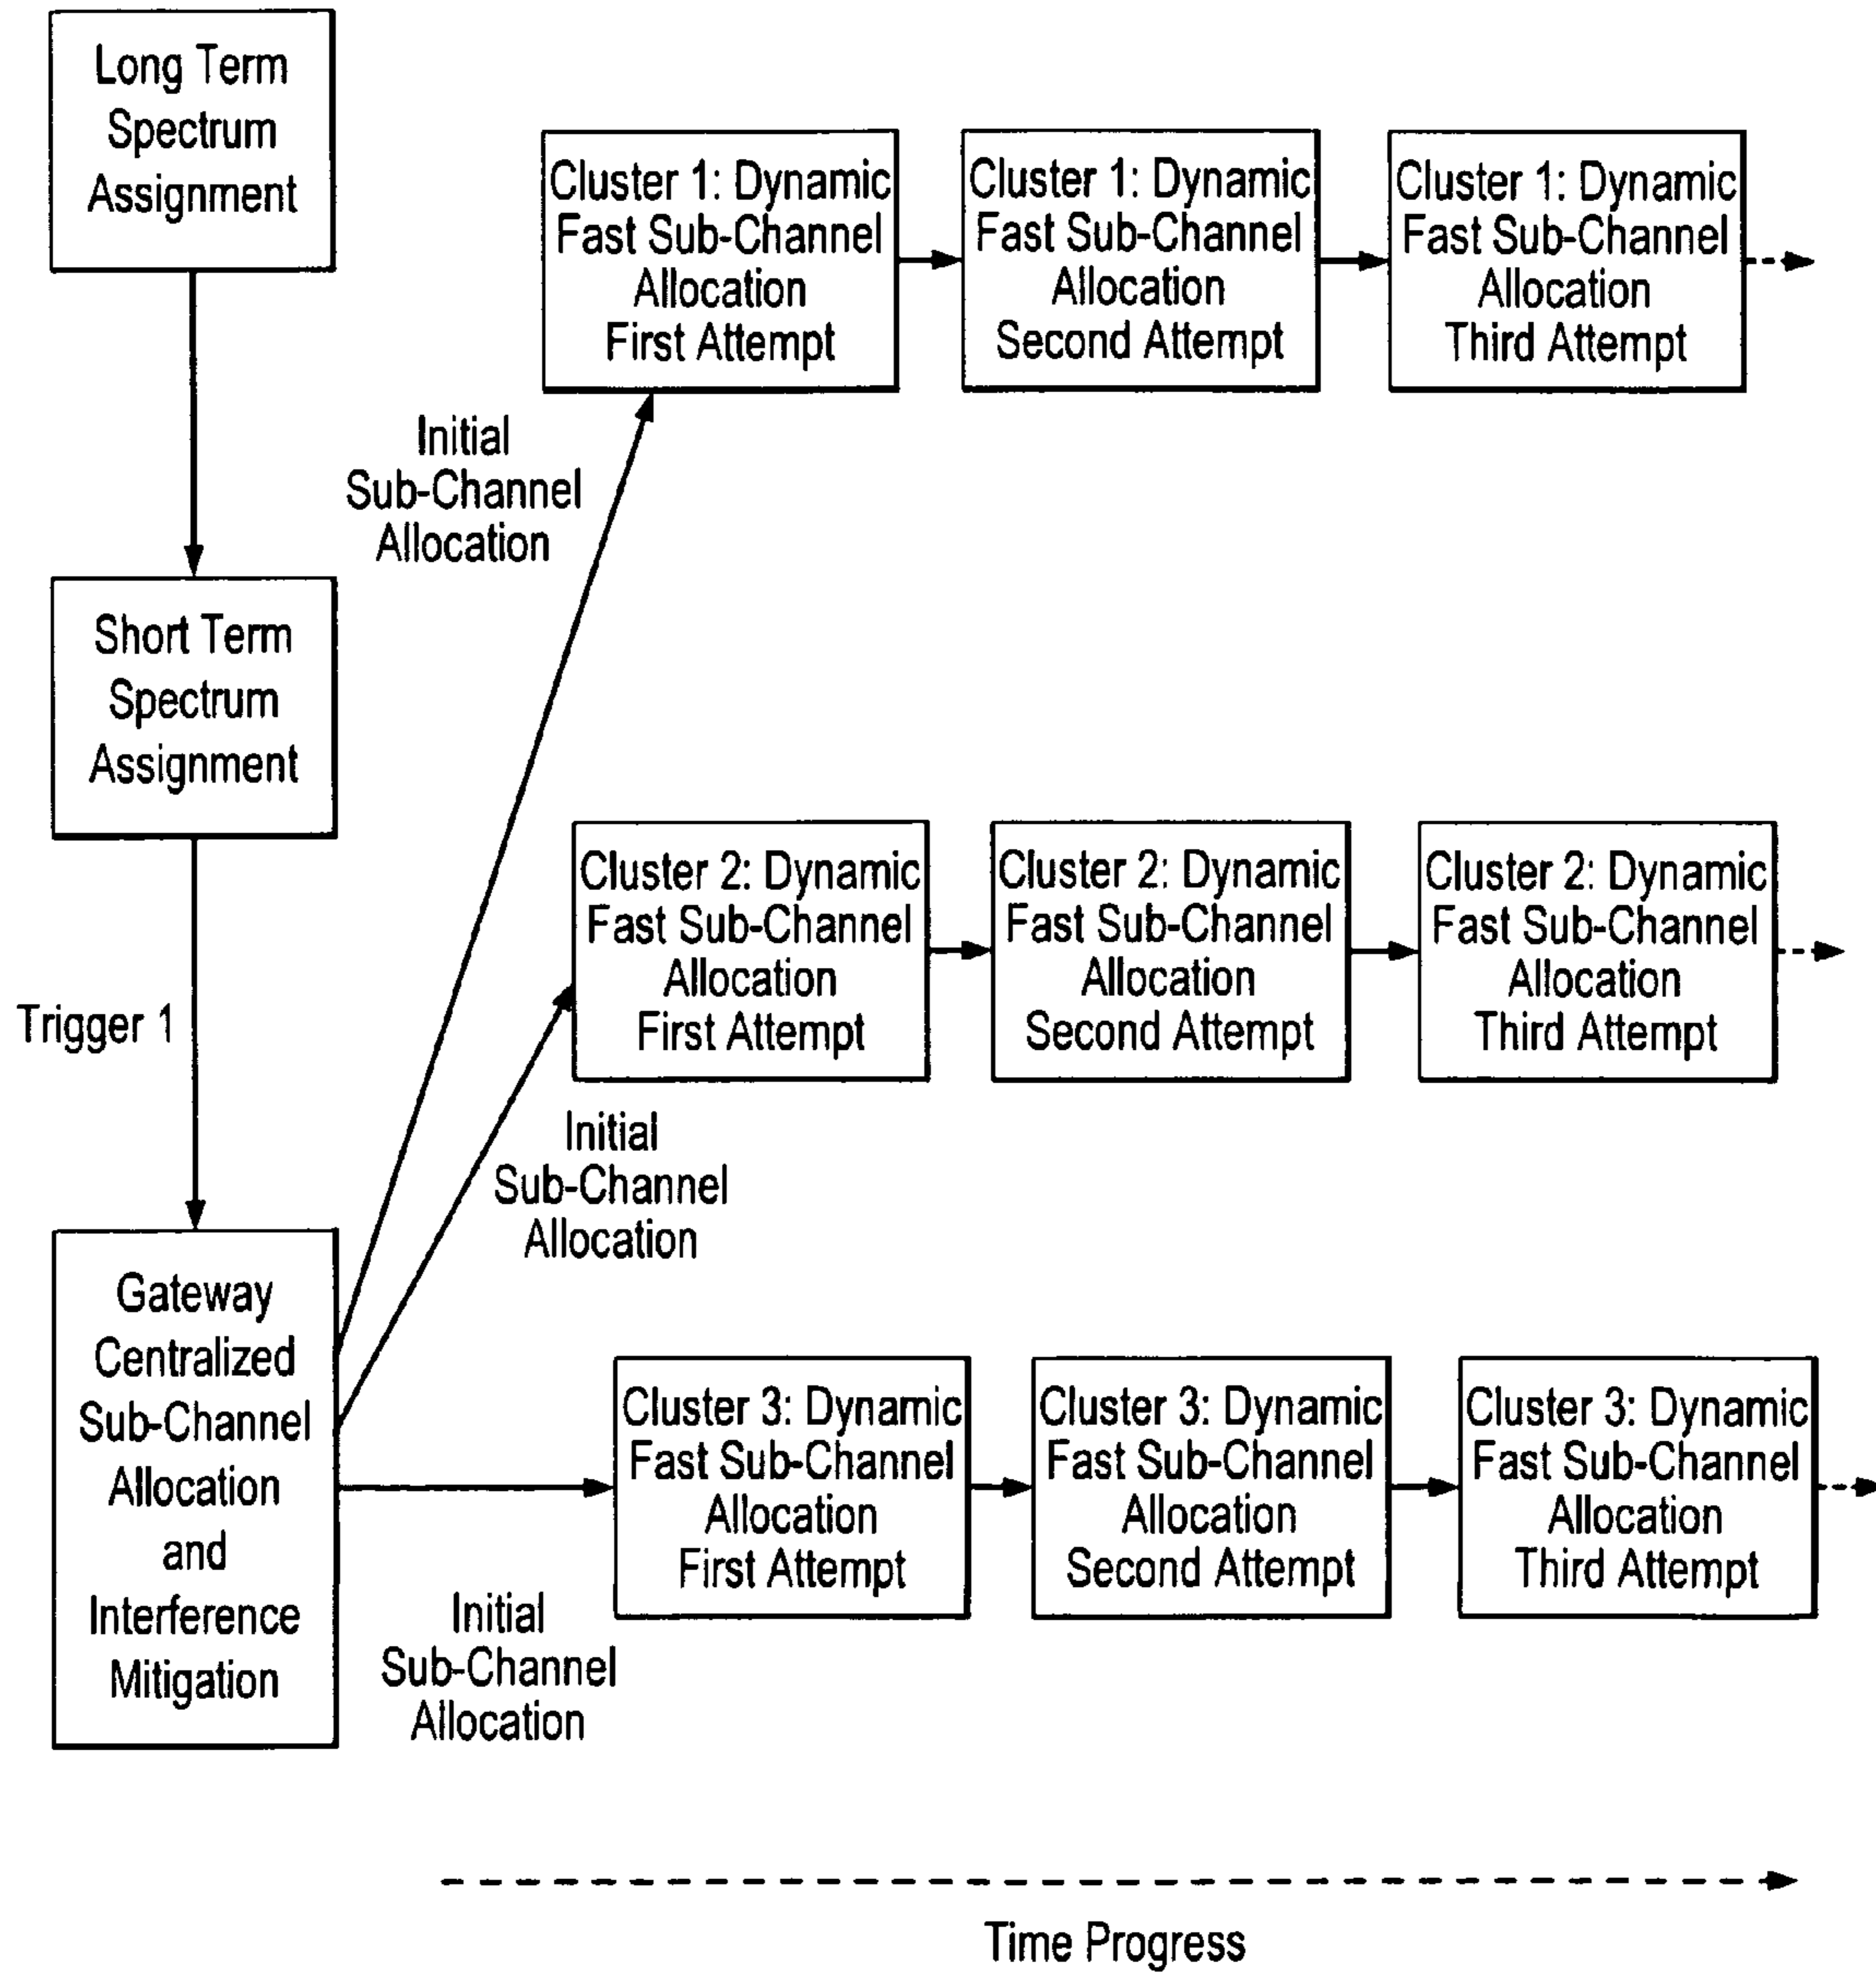 Long Term
Spectrum
Assignment
Cluster 1: Dynamic
Fast Sub-Channel
Allocation
First Attempt
Cluster 1: Dynamic
Fast Sub-Channel
Allocation
Second Attempt
Cluster 1: Dynamic
Fast Sub-Channel
Allocation
Third Attempt
Initial
Sub-Channel
Allocation
Short Term
Spectrum
Assignment
Cluster 2: Dynamic
Fast Sub-Channel
Allocation
First Attempt
Cluster 2: Dynamic
Fast Sub-Channel
Allocation
Second Attempt
Cluster 2: Dynamic
Fast Sub-Channel
Allocation
Third Attempt
Trigger 1
Initial
Sub-Channel
Allocation
Gateway
Centralized
Sub-Channel
Allocation
and
Interference
Mitigation
Cluster 3: Dynamic
Fast Sub-Channel
Allocation
First Attempt
Cluster 3: Dynamic
Fast Sub-Channel
Allocation
Second Attempt
Cluster 3: Dynamic
Fast Sub-Channel
Allocation
Third Attempt
Initial
Sub-Channel
Allocation
Time Progress